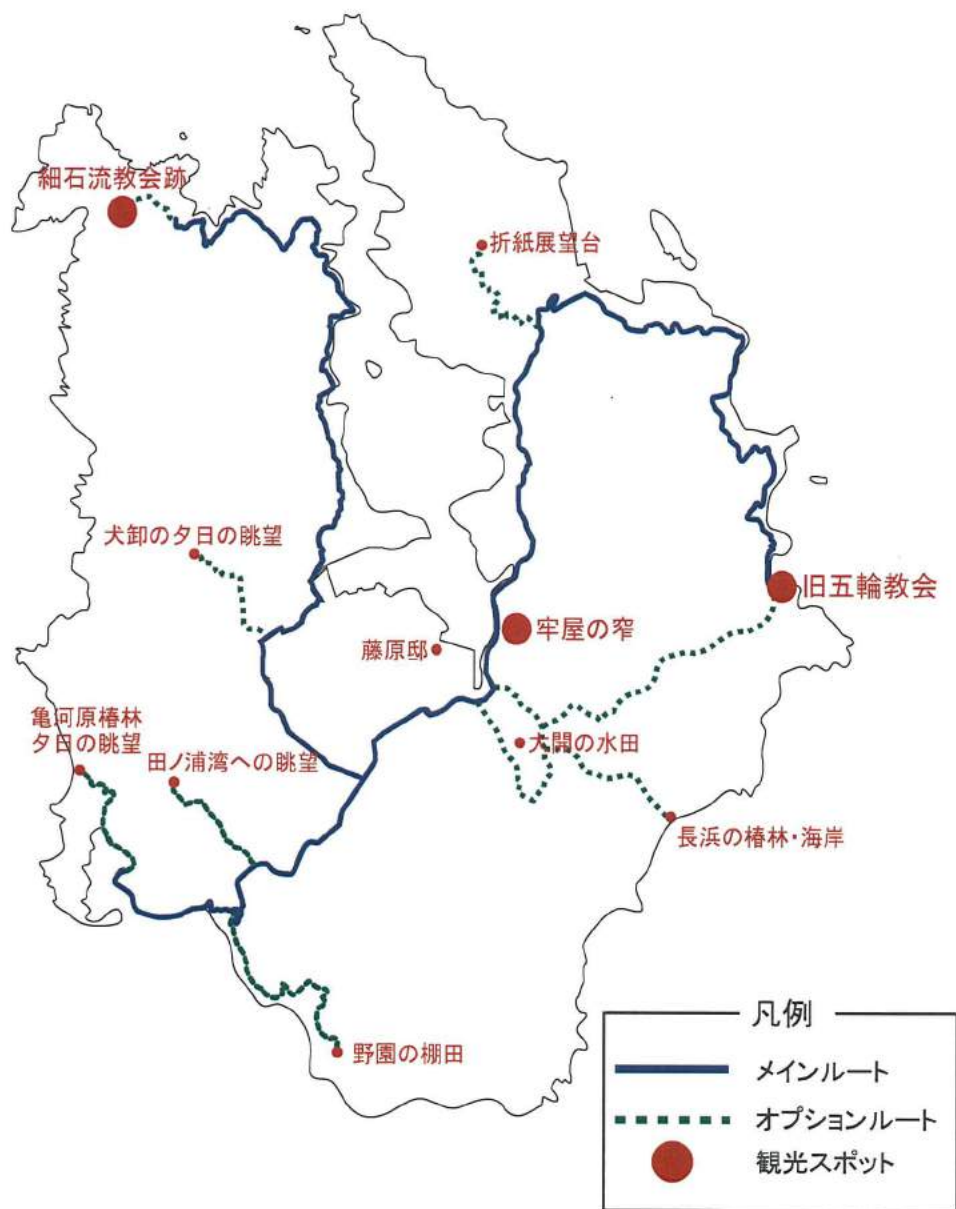 細石流教会跡
折紙展望台
犬卸の夕日の眺望
旧五輪教会
牢屋の窄
藤原邸
亀河原椿林
夕日の眺望
田ノ浦湾への眺望
大開の水田
長浜の椿林・海岸
野園の棚田
凡例
メインルート
オプションルート
観光スポット